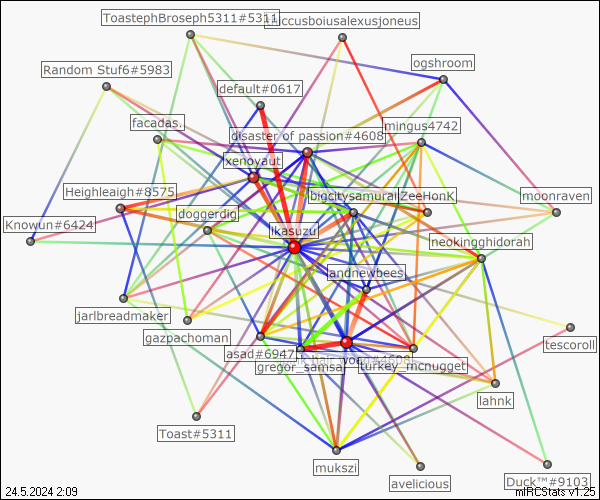 ToastephBroseph5311#5311
ogshroom
Random Stuf6#5983
default#0617
facadas.
mingus4742
disaster of passion#4608
xenoyaut
Heighleaigh#8575
bigcitysamurai
ZeeHonK
moonraven
doggerdig
Knowun#6424
ikasuzu
neokingghidorah
andnewbees
jarlbreadmaker
gazpachoman
tescoroll
asad#6947
gregor_samsa
turkey_mcnugget
lahnk
Toast#5311
mukszi
avelicious
Duck™#9103
24.5.2024 2:09
mIRCStats v1.25